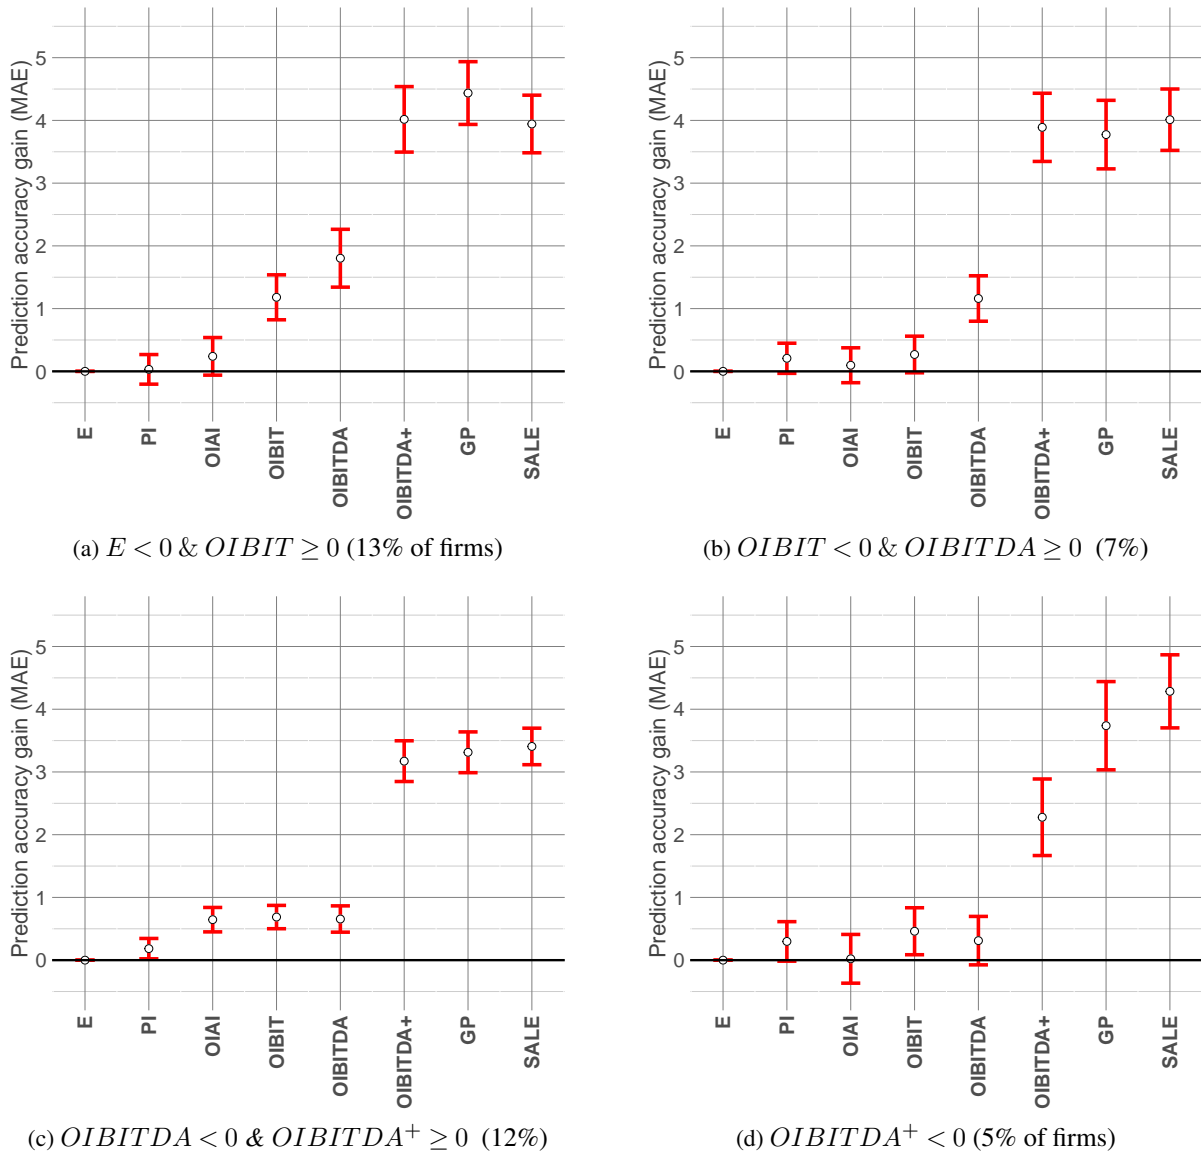 Prediction accuracy gain (MAE)
5
4
3
2
1
0
E
PI
OIAI
OIBIT
OIBITDA
OIBITDA+
GP
SALE
(a) E < 0 & OIBIT ≥ 0 (13% of firms)
Prediction accuracy gain (MAE)
5
4
3
2
1
0
E
PI
OIAI
OIBIT
OIBITDA
OIBITDA+
GP
SALE
(b) OIBIT < 0 & OIBITDA ≥ 0 (7%)
Prediction accuracy gain (MAE)
5
4
3
2
1
0
E
PI
OIAI
OIBIT
OIBITDA
OIBITDA+
GP
SALE
(c) OIBITDA < 0 & OIBITDA⁺ ≥ 0 (12%)
Prediction accuracy gain (MAE)
5
4
3
2
1
0
E
PI
OIAI
OIBIT
OIBITDA
OIBITDA+
GP
SALE
(d) OIBITDA⁺ < 0 (5% of firms)